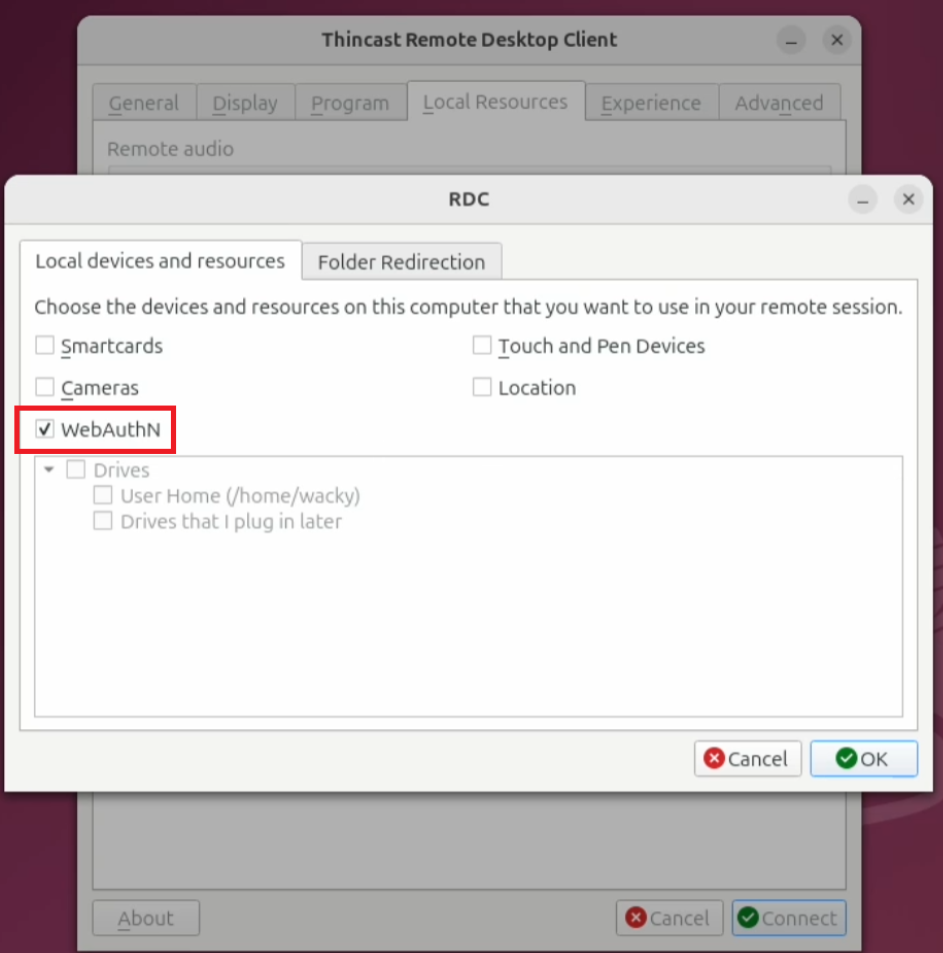 Thincast Remote Desktop Client
General Display Program Local Resources Experience Advanced
Remote audio
RDC
Local devices and resources Folder Redirection
Choose the devices and resources on this computer that you want to use in your remote session.
Smartcards Touch and Pen Devices
Cameras Location
WebAuthN
Drives
User Home (/home/wacky)
Drives that I plug in later
Cancel OK
About Cancel Connect